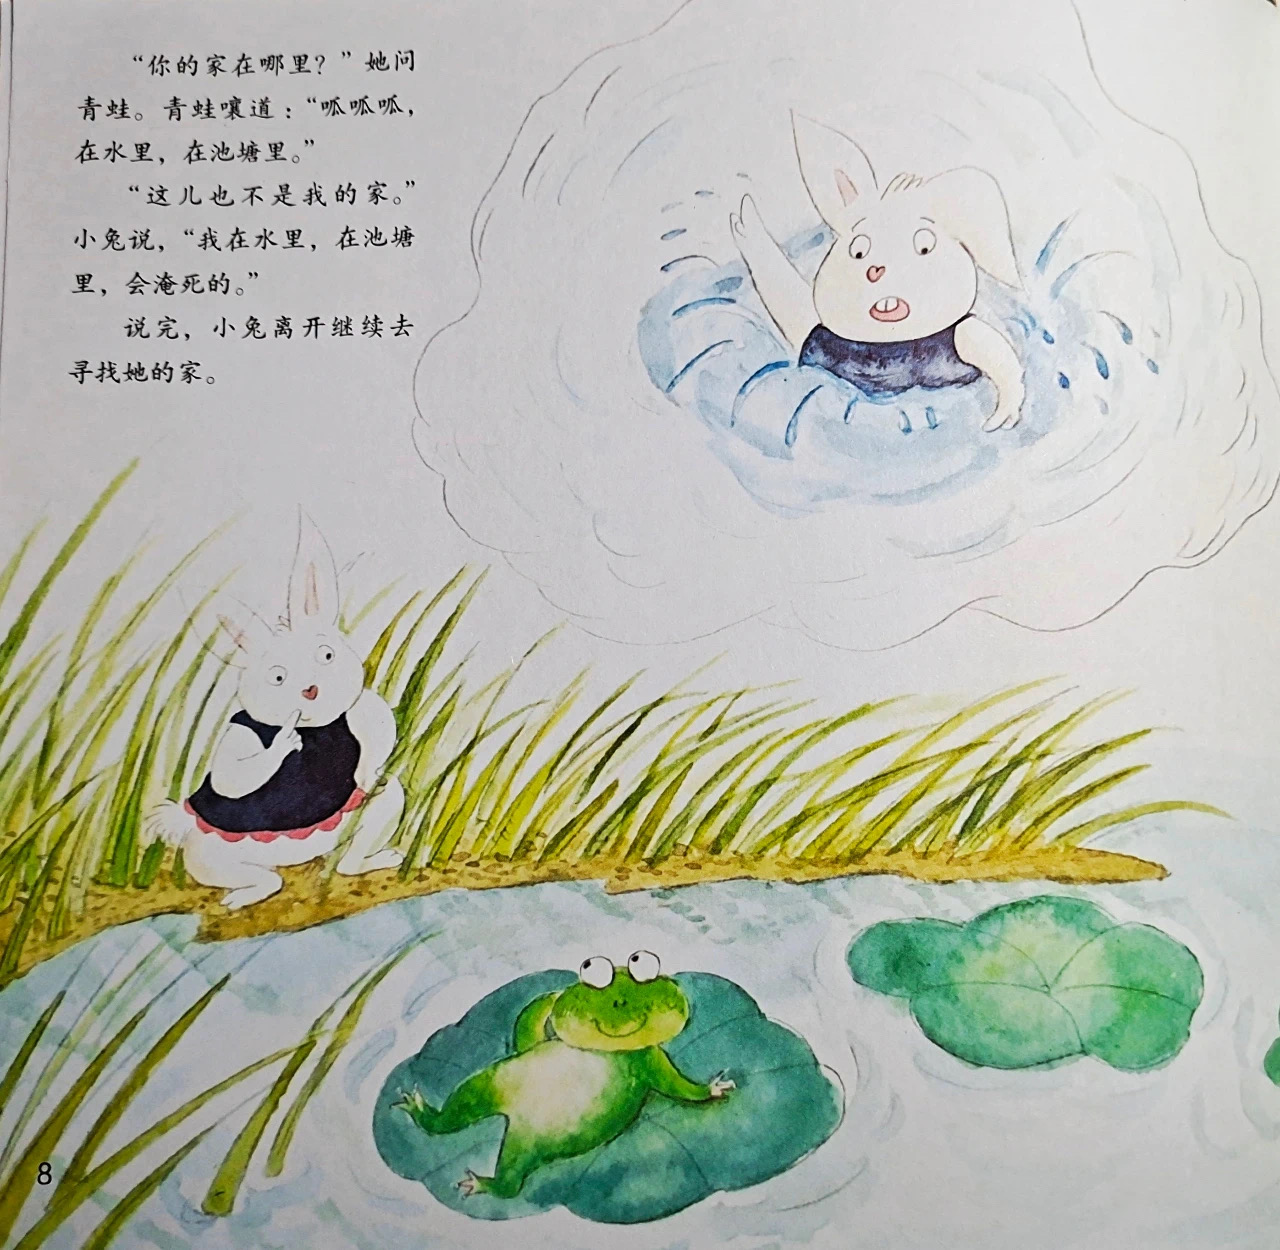 “你的家在哪里？”她问
青蛙。青蛙嚷道：“呱呱呱，
在水里，在池塘里。”
“这儿也不是我的家。”
小兔说，“我在水里，在池塘
里，会淹死的。”
说完，小兔离开继续去
寻找她的家。
8